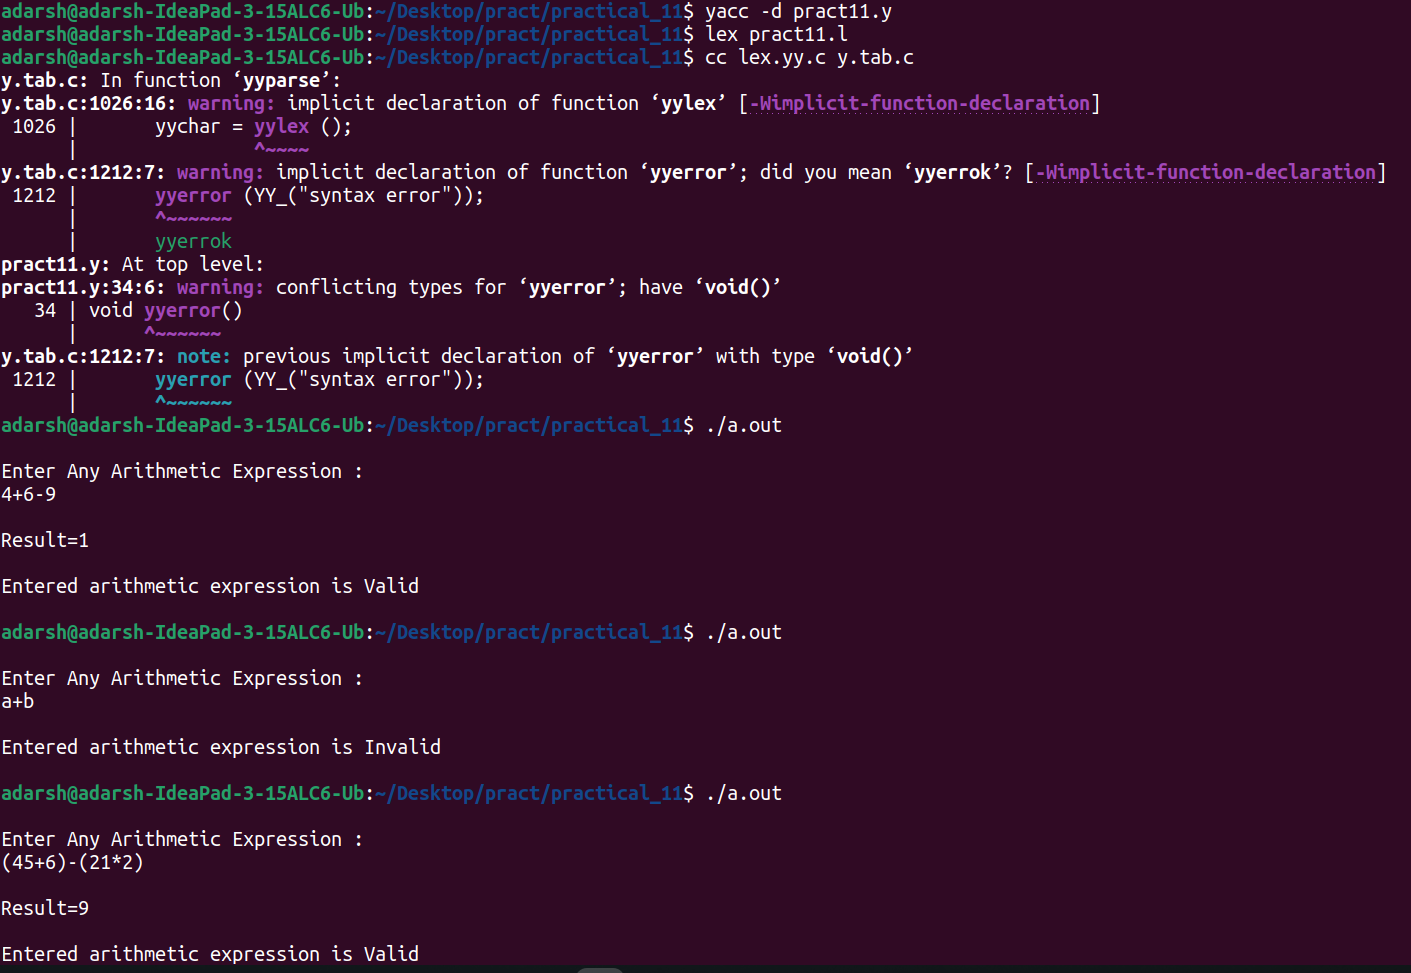 adarsh@adarsh-IdeaPad-3-15ALC6-Ub:~/Desktop/pract/practical_11$ yacc -d pract11.y
adarsh@adarsh-IdeaPad-3-15ALC6-Ub:~/Desktop/pract/practical_11$ lex pract11.l
adarsh@adarsh-IdeaPad-3-15ALC6-Ub:~/Desktop/pract/practical_11$ cc lex.yy.c y.tab.c
y.tab.c: In function ‘yyparse’:
y.tab.c:1026:16: warning: implicit declaration of function ‘yylex’ [-Wimplicit-function-declaration]
 1026 |       yychar = yylex ();
      |                ^~~~~
y.tab.c:1212:7: warning: implicit declaration of function ‘yyerror’; did you mean ‘yyerrok’? [-Wimplicit-function-declaration]
 1212 |       yyerror (YY_("syntax error"));
      |       ^~~~~~~
      |       yyerrok
pract11.y: At top level:
pract11.y:34:6: warning: conflicting types for ‘yyerror’; have ‘void()’
   34 | void yyerror()
      |      ^~~~~~~
y.tab.c:1212:7: note: previous implicit declaration of ‘yyerror’ with type ‘void()’
 1212 |       yyerror (YY_("syntax error"));
      |       ^~~~~~~
adarsh@adarsh-IdeaPad-3-15ALC6-Ub:~/Desktop/pract/practical_11$ ./a.out
Enter Any Arithmetic Expression :
4+6-9
Result=1
Entered arithmetic expression is Valid
adarsh@adarsh-IdeaPad-3-15ALC6-Ub:~/Desktop/pract/practical_11$ ./a.out
Enter Any Arithmetic Expression :
a+b
Entered arithmetic expression is Invalid
adarsh@adarsh-IdeaPad-3-15ALC6-Ub:~/Desktop/pract/practical_11$ ./a.out
Enter Any Arithmetic Expression :
(45+6)-(21*2)
Result=9
Entered arithmetic expression is Valid